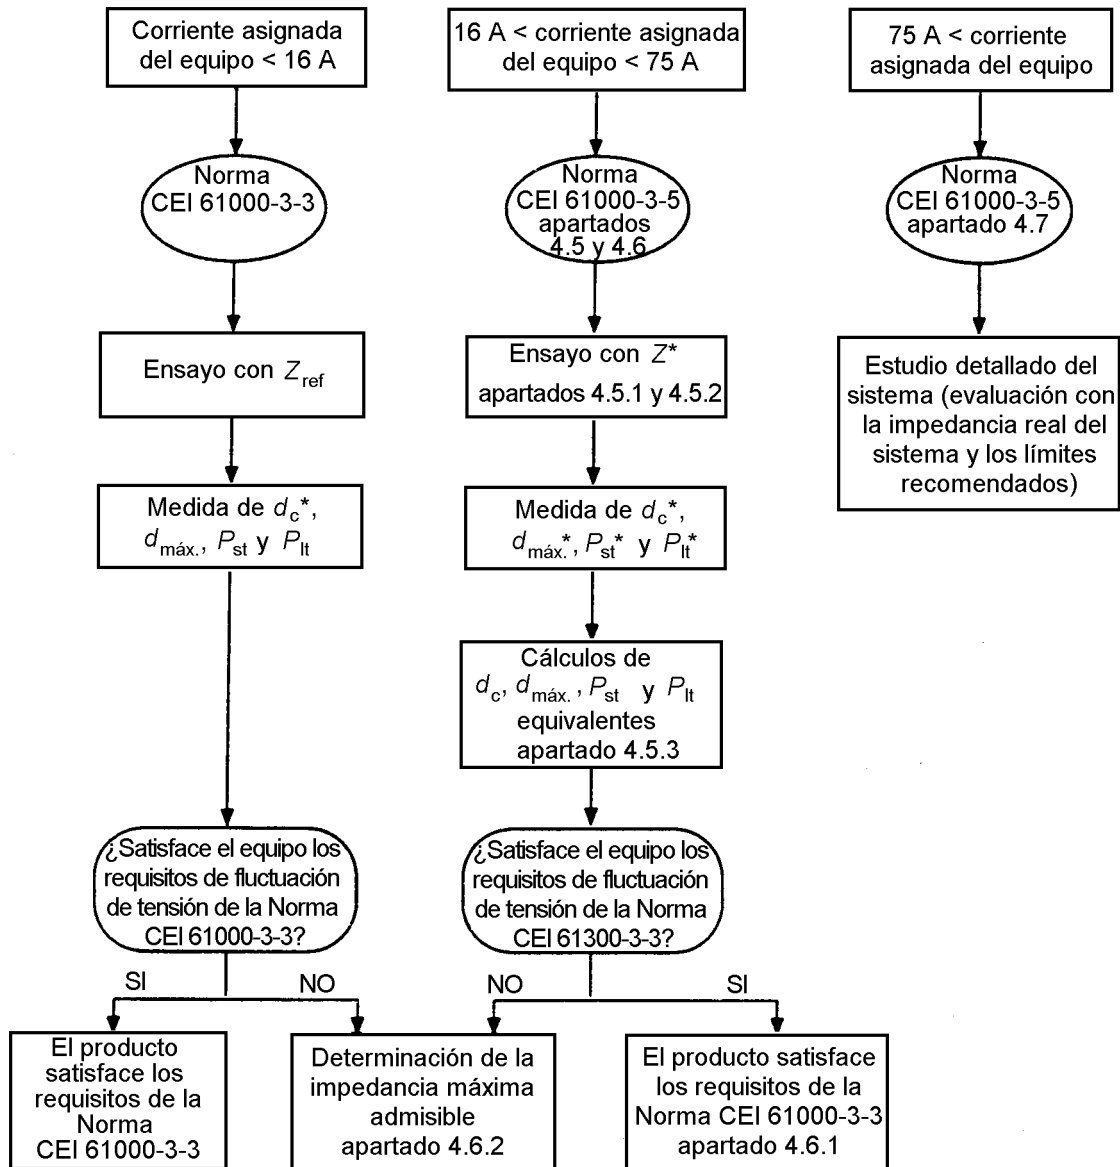 Corriente asignada
del equipo < 16 A
16 A < corriente asignada
del equipo < 75 A
75 A < corriente
asignada del equipo
Norma
CEI 61000-3-3
Norma
CEI 61000-3-5
apartados
4.5 y 4.6
Norma
CEI 61000-3-5
apartado 4.7
Ensayo con Zref
Ensayo con Z*
apartados 4.5.1 y 4.5.2
Estudio detallado del
sistema (evaluación con
la impedancia real del
sistema y los límites
recomendados)
Medida de dc*,
dmáx., Pst y Plt
Medida de dc*,
dmáx.*, Pst* y Plt*
Cálculos de
dc, dmáx., Pst y Plt
equivalentes
apartado 4.5.3
¿Satisface el equipo los
requisitos de fluctuación
de tensión de la Norma
CEI 61000-3-3?
¿Satisface el equipo los
requisitos de fluctuación
de tensión de la Norma
CEI 61300-3-3?
SI
NO
NO
SI
El producto
satisface los
requisitos de la
Norma
CEI 61000-3-3
Determinación de la
impedancia máxima
admisible
apartado 4.6.2
El producto satisface
los requisitos de la
Norma CEI 61000-3-3
apartado 4.6.1